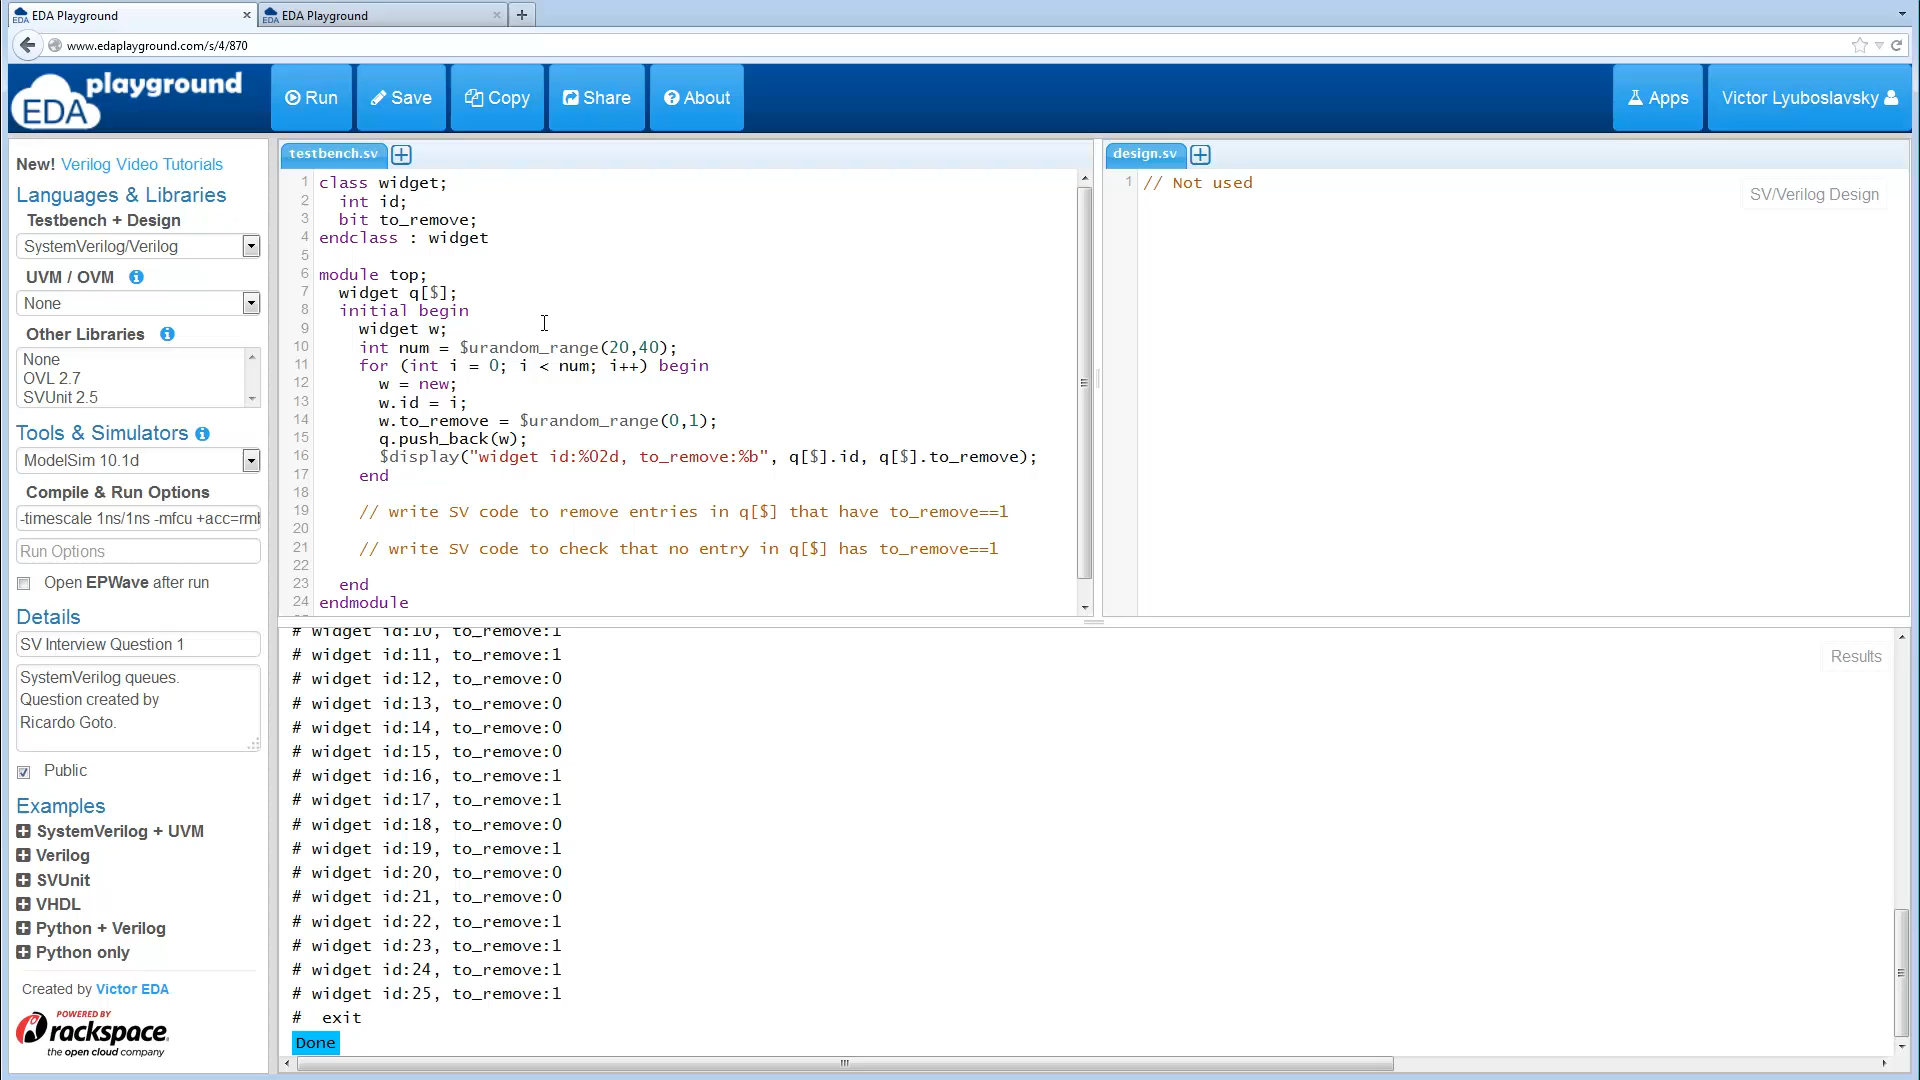 EDA Playground
EDA Playground
www.edaplayground.com/s/4/870
EDA playground
Run
Save
Copy
Share
About
Apps
Victor Lyuboslavsky
New! Verilog Video Tutorials
Languages & Libraries
Testbench + Design
SystemVerilog/Verilog
UVM / OVM
None
Other Libraries
None
OVL 2.7
SVUnit 2.5
Tools & Simulators
ModelSim 10.1d
Compile & Run Options
-timescale 1ns/1ns -mfcu +acc=rmb
Run Options
Open EPWave after run
Details
SV Interview Question 1
SystemVerilog queues.
Question created by
Ricardo Goto.
Public
Examples
SystemVerilog + UVM
Verilog
SVUnit
VHDL
Python + Verilog
Python only
Created by Victor EDA
POWERED BY
rackspace.
the open cloud company
testbench.sv
1 class widget;
2 int id;
3 bit to_remove;
4 endclass : widget
5
6 module top;
7 widget q[$];
8 initial begin
9 widget w;
10 int num = $urandom_range(20,40);
11 for (int i = 0; i < num; i++) begin
12 w = new;
13 w.id = i;
14 w.to_remove = $urandom_range(0,1);
15 q.push_back(w);
16 $display("widget id:%02d, to_remove:%b", q[$].id, q[$].to_remove);
17 end
18
19 // write SV code to remove entries in q[$] that have to_remove==1
20
21 // write SV code to check that no entry in q[$] has to_remove==1
22
23 end
24 endmodule
design.sv
1 // Not used
SV/Verilog Design
# widget id:10, to_remove:1
# widget id:11, to_remove:1
# widget id:12, to_remove:0
# widget id:13, to_remove:0
# widget id:14, to_remove:0
# widget id:15, to_remove:0
# widget id:16, to_remove:1
# widget id:17, to_remove:1
# widget id:18, to_remove:0
# widget id:19, to_remove:1
# widget id:20, to_remove:0
# widget id:21, to_remove:0
# widget id:22, to_remove:1
# widget id:23, to_remove:1
# widget id:24, to_remove:1
# widget id:25, to_remove:1
# exit
Done
Results